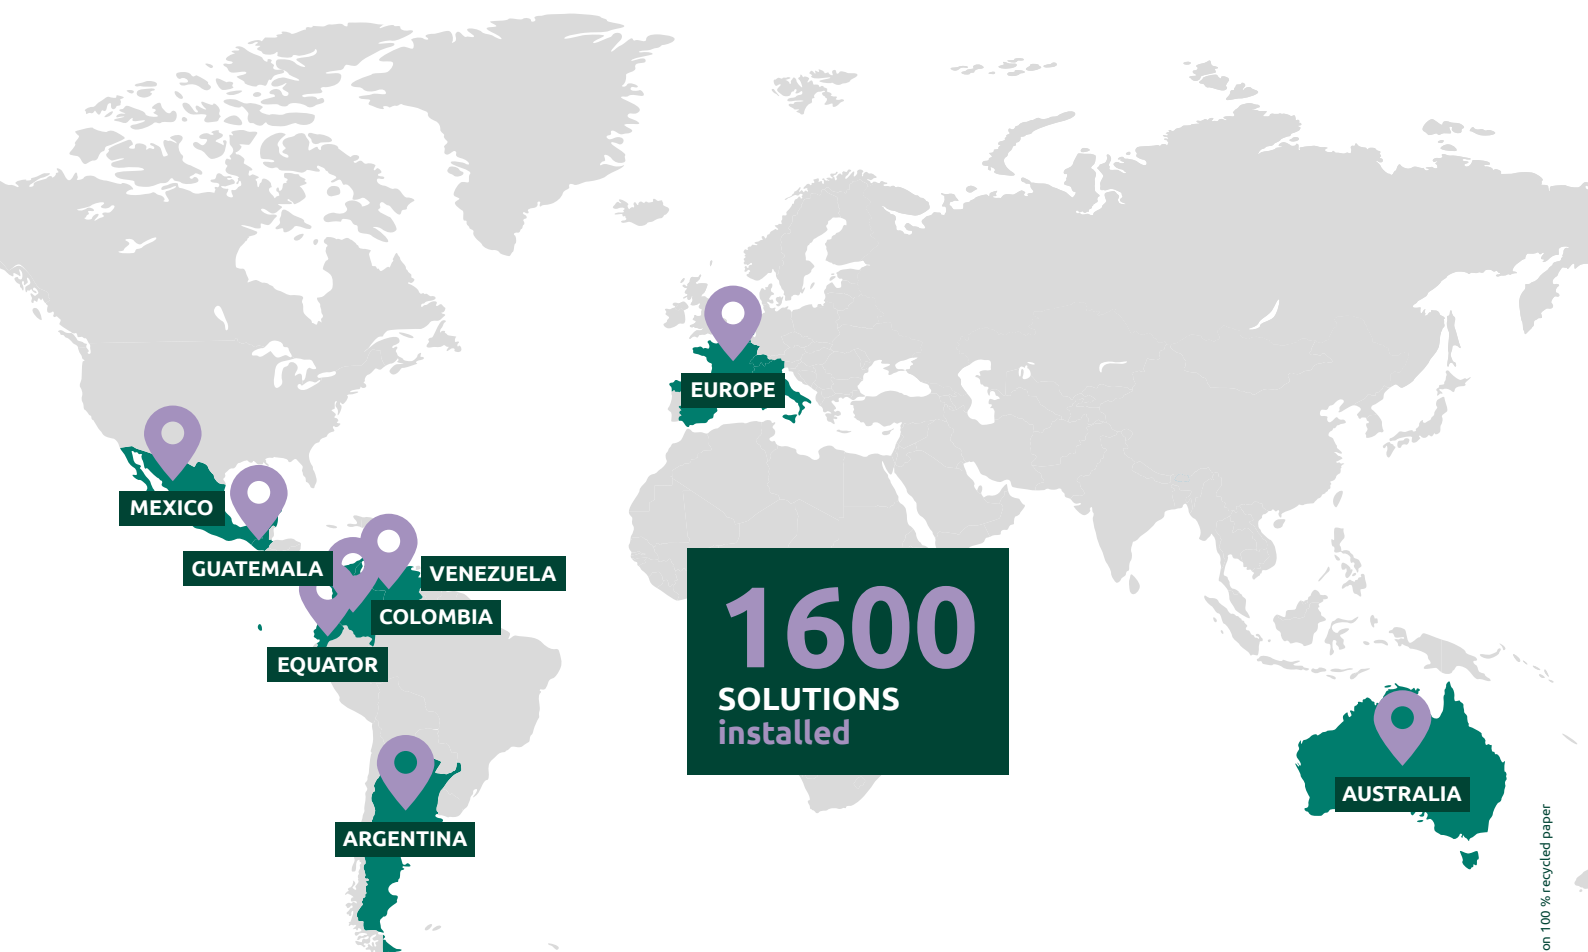 EUROPE
MEXICO
GUATEMALA
VENEZUELA
COLOMBIA
EQUATOR
1600
SOLUTIONS
installed
ARGENTINA
AUSTRALIA
on 100 % recycled paper